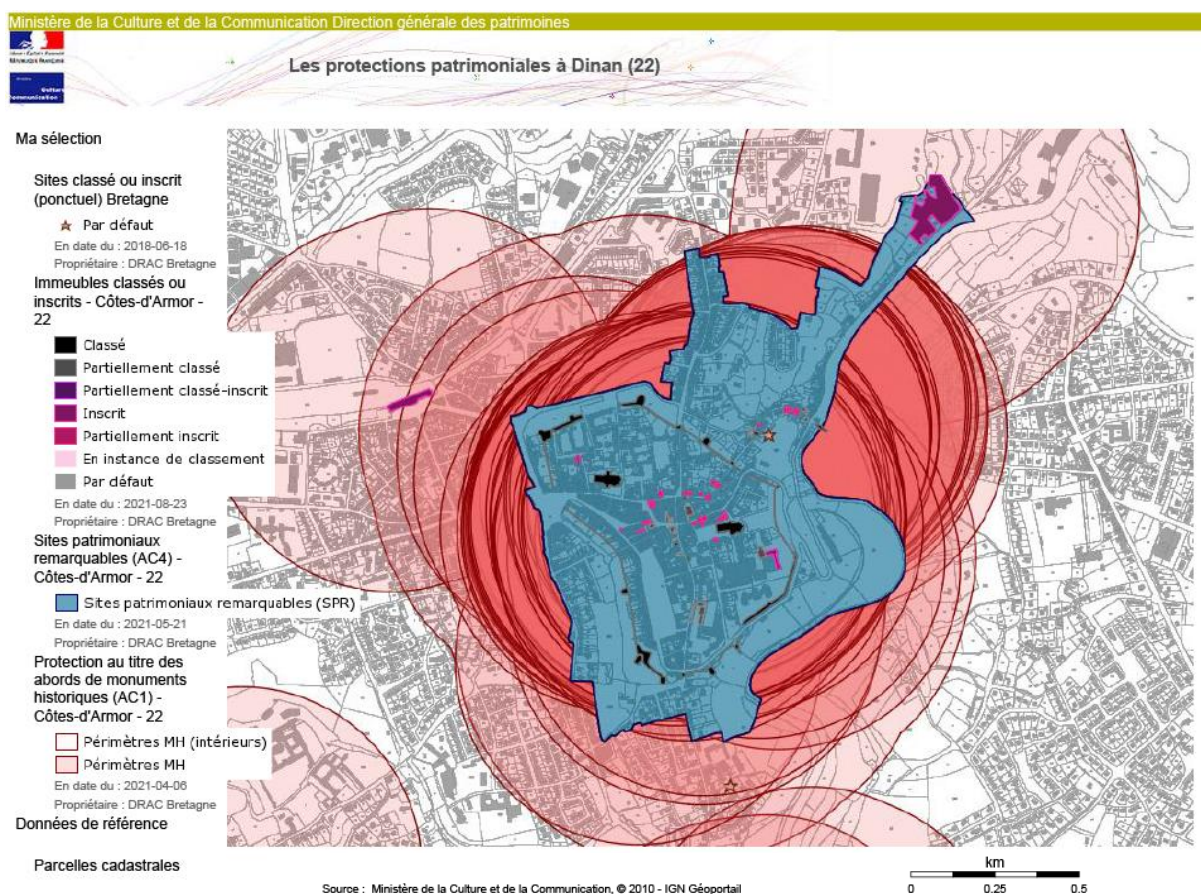 Ministère de la Culture et de la Communication Direction générale des patrimoines
RÉPUBLIQUE FRANÇAISE
Culture
Communication
Les protections patrimoniales à Dinan (22)
Ma sélection
Sites classé ou inscrit
(ponctuel) Bretagne
Par défaut
En date du : 2018-06-18
Propriétaire : DRAC Bretagne
Immeubles classés ou
inscrits - Côtes-d'Armor -
22
Classé
Partiellement classé
Partiellement classé-inscrit
Inscrit
Partiellement inscrit
En instance de classement
Par défaut
En date du : 2021-08-23
Propriétaire : DRAC Bretagne
Sites patrimoniaux
remarquables (AC4) -
Côtes-d'Armor - 22
Sites patrimoniaux remarquables (SPR)
En date du : 2021-05-21
Propriétaire : DRAC Bretagne
Protection au titre des
abords de monuments
historiques (AC1) -
Côtes-d'Armor - 22
Périmètres MH (intérieurs)
Périmètres MH
En date du : 2021-04-06
Propriétaire : DRAC Bretagne
Données de référence
Parcelles cadastrales
km
0 0.25 0.5
Source : Ministère de la Culture et de la Communication, © 2010 - IGN Géoportail